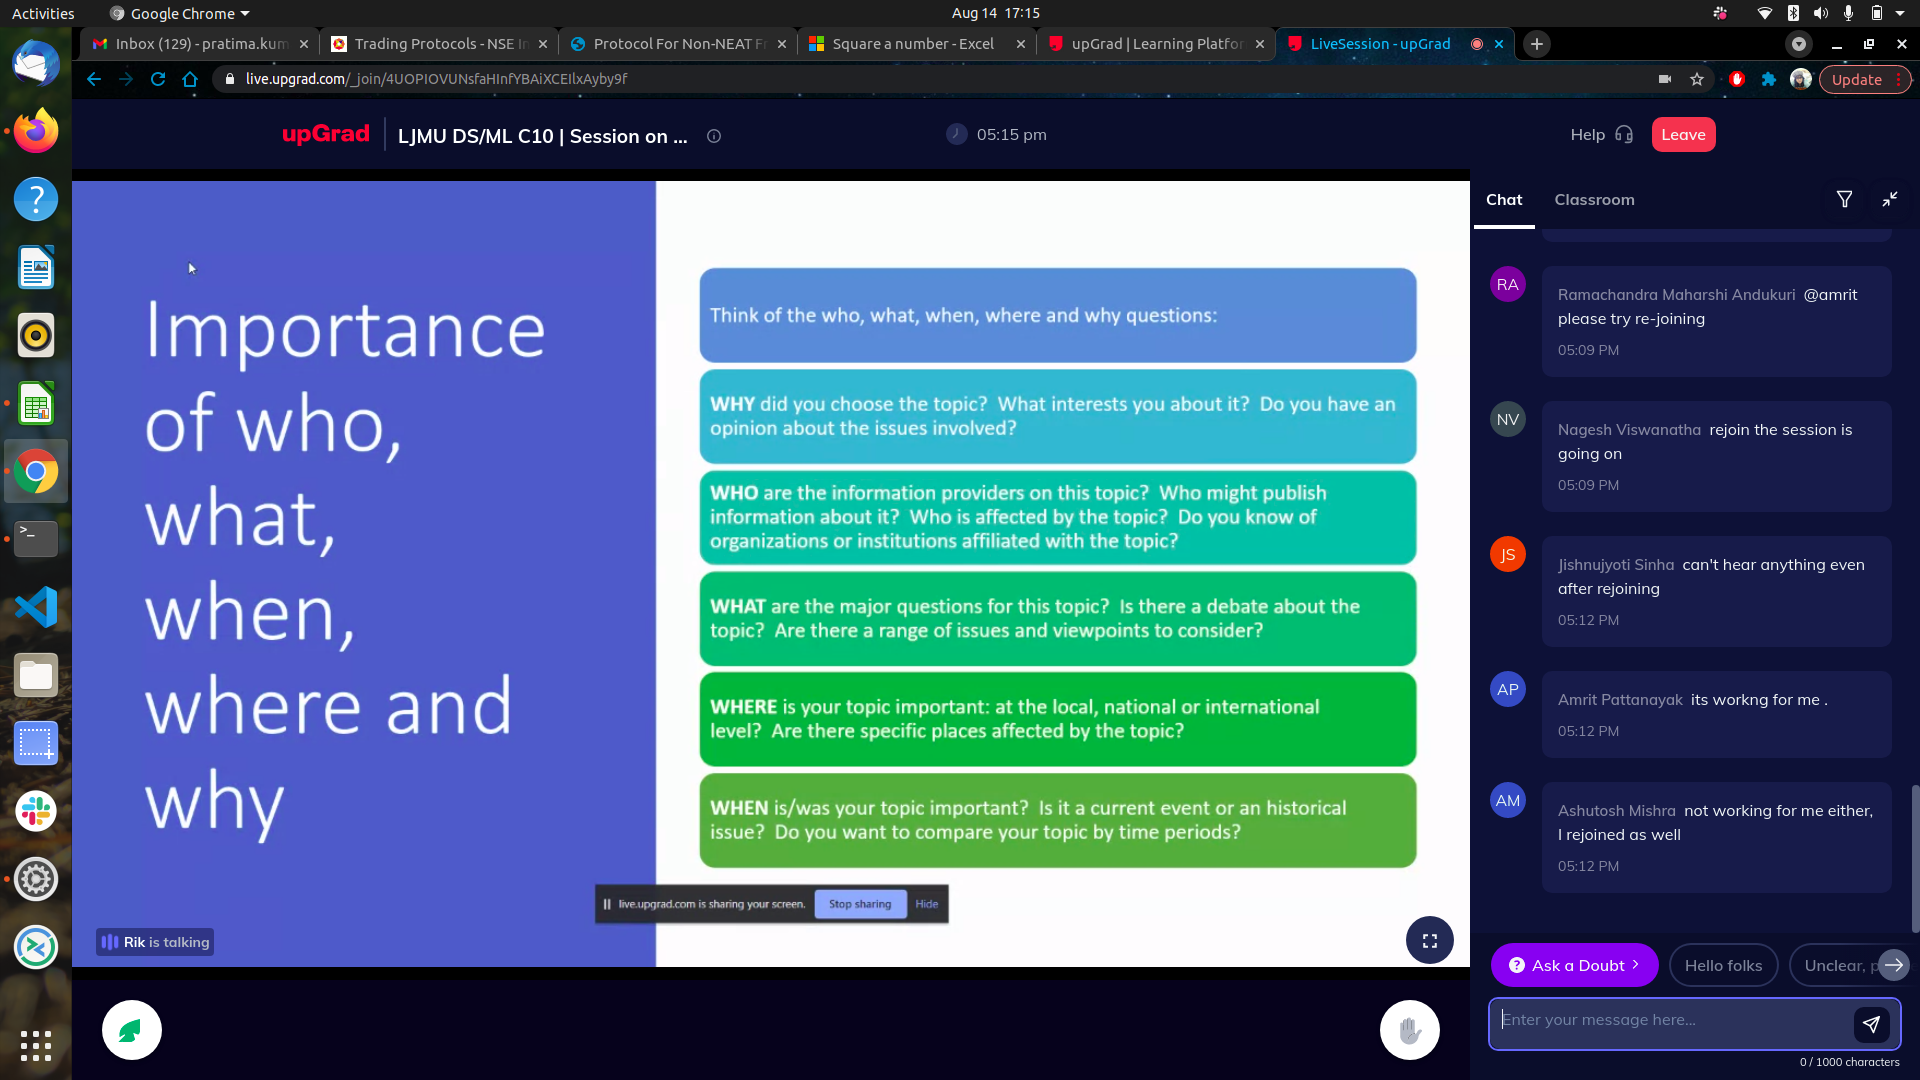 Activities
Google Chrome
Aug 14 17:15
Inbox (129) - pratima.kum
Trading Protocols - NSE In
Protocol For Non-NEAT Fr
Square a number - Excel
upGrad | Learning Platfor
LiveSession - upGrad
live.upgrad.com/_join/4UOPIOVUNsfaHInfYBAiXCEIlxAyby9f
Update
upGrad
LJMU DS/ML C10 | Session on ...
05:15 pm
Help
Leave
Importance
of who,
what,
when,
where and
why
Think of the who, what, when, where and why questions:
WHY did you choose the topic? What interests you about it? Do you have an
opinion about the issues involved?
WHO are the information providers on this topic? Who might publish
information about it? Who is affected by the topic? Do you know of
organizations or institutions affiliated with the topic?
WHAT are the major questions for this topic? Is there a debate about the
topic? Are there a range of issues and viewpoints to consider?
WHERE is your topic important: at the local, national or international
level? Are there specific places affected by the topic?
WHEN is/was your topic important? Is it a current event or an historical
issue? Do you want to compare your topic by time periods?
live.upgrad.com is sharing your screen.
Stop sharing
Hide
Rik is talking
Chat
Classroom
RA
Ramachandra Maharshi Andukuri @amrit
please try re-joining
05:09 PM
NV
Nagesh Viswanatha rejoin the session is
going on
05:09 PM
JS
Jishnujyoti Sinha can't hear anything even
after rejoining
05:12 PM
AP
Amrit Pattanayak its workng for me .
05:12 PM
AM
Ashutosh Mishra not working for me either,
I rejoined as well
05:12 PM
Ask a Doubt
Hello folks
Unclear,
Enter your message here...
0 / 1000 characters